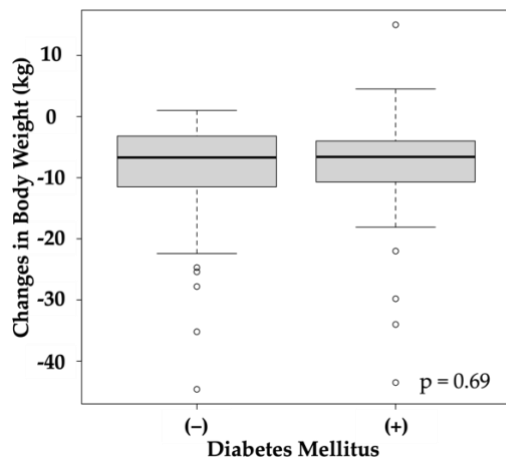 Changes in Body Weight (kg)
10
0
-10
-20
-30
-40
p = 0.69
(−) (+)
Diabetes Mellitus